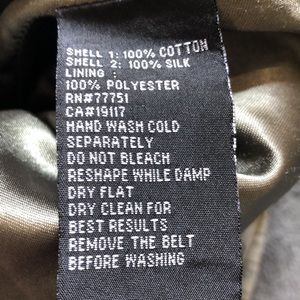 SHELL 1: 100% COTTON
SHELL 2: 100% SILK
LINING :
100% POLYESTER
RN#77751
CA#19117
HAND WASH COLD
SEPARATELY
DO NOT BLEACH
RESHAPE WHILE DAMP
DRY FLAT
DRY CLEAN FOR
BEST RESULTS
REMOVE THE BELT
BEFORE WASHING